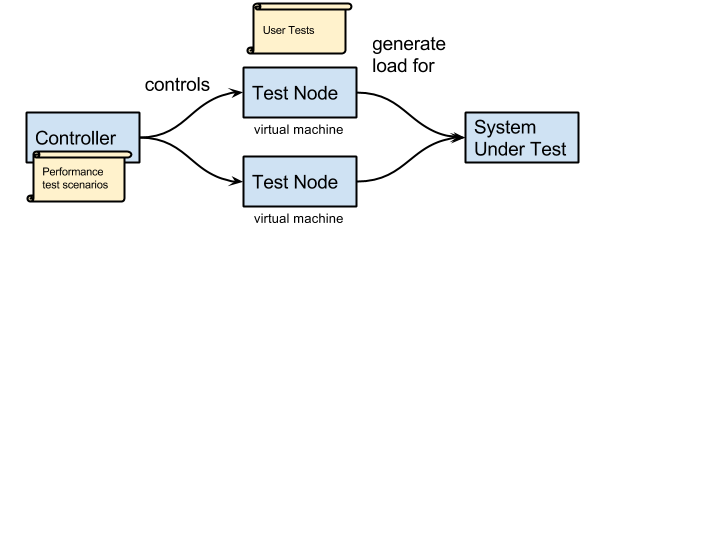 User Tests
generate
load for
controls
Test Node
virtual machine
Controller
Performance
test scenarios
System
Under Test
Test Node
virtual machine